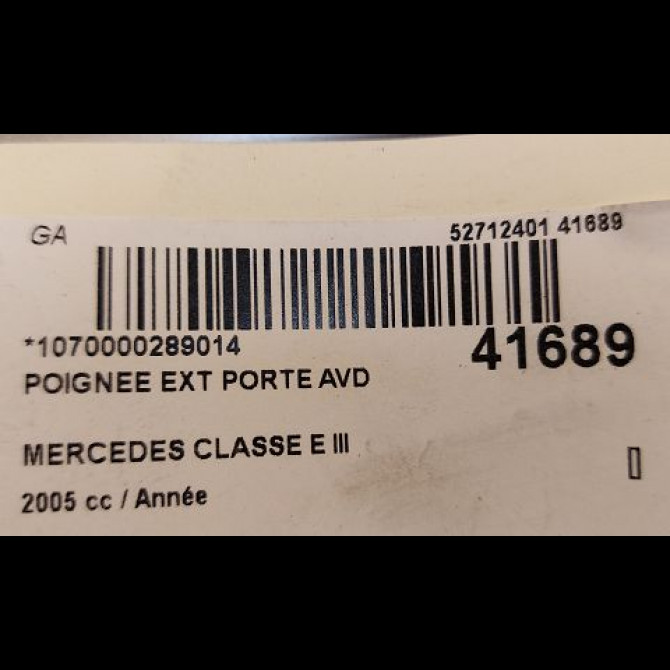 GA
52712401 41689
*1070000289014
41689
POIGNEE EXT PORTE AVD
MERCEDES CLASSE E III
2005 cc / Année